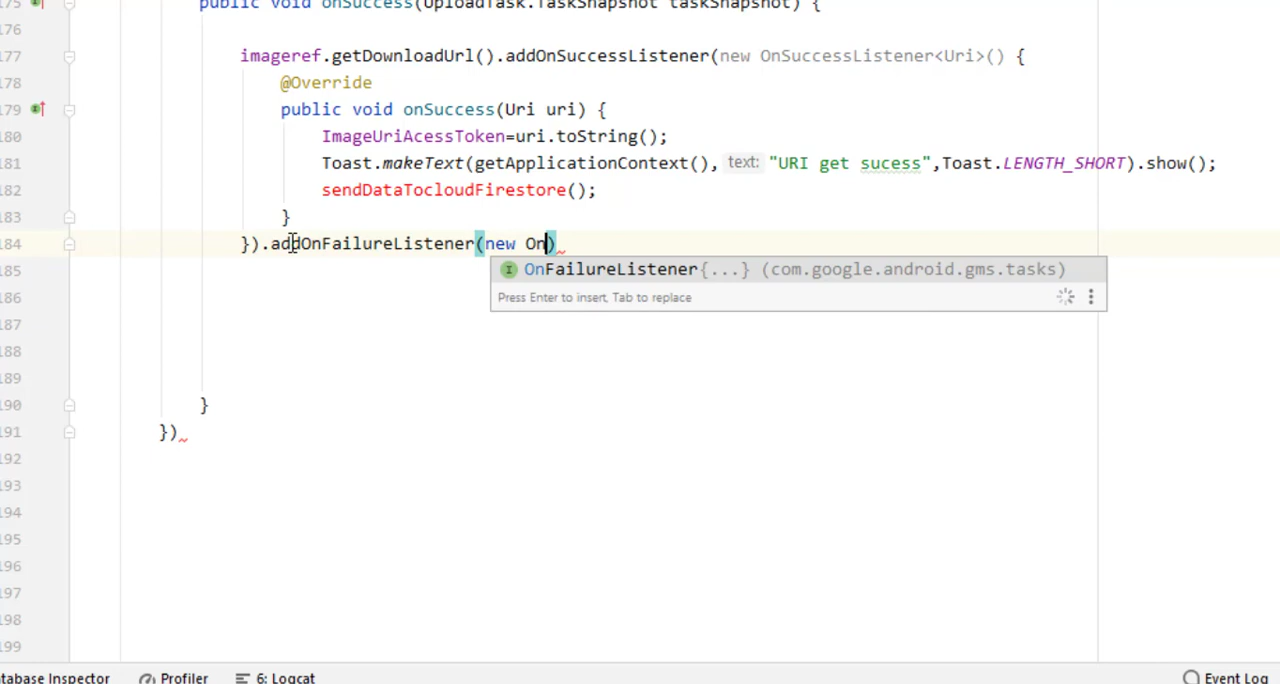 175 public void onSuccess(UploadTask.TaskSnapshot taskSnapshot) {
176
177 imageref.getDownloadUrl().addOnSuccessListener(new OnSuccessListener<Uri>() {
178 @Override
179 public void onSuccess(Uri uri) {
180 ImageUriAcessToken=uri.toString();
181 Toast.makeText(getApplicationContext(), text: "URI get sucess",Toast.LENGTH_SHORT).show();
182 sendDataTocloudFirestore();
183 }
184 }).addOnFailureListener(new On)
185 OnFailureListener{...} (com.google.android.gms.tasks)
186 Press Enter to insert, Tab to replace
187
188
189
190 }
191 })
192
193
194
195
196
197
198
199
tabase Inspector Profiler 6: Logcat Event Log